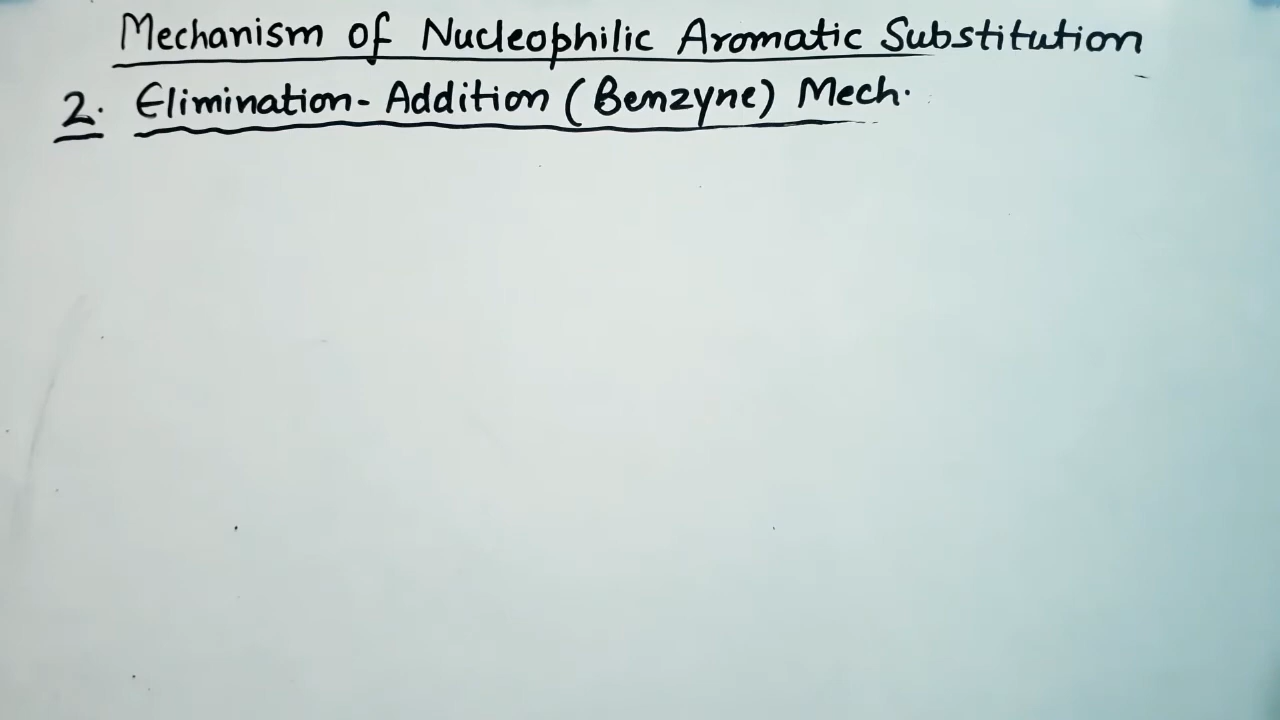 Mechanism of Nucleophilic Aromatic Substitution
2. Elimination-Addition (Benzyne) Mech.